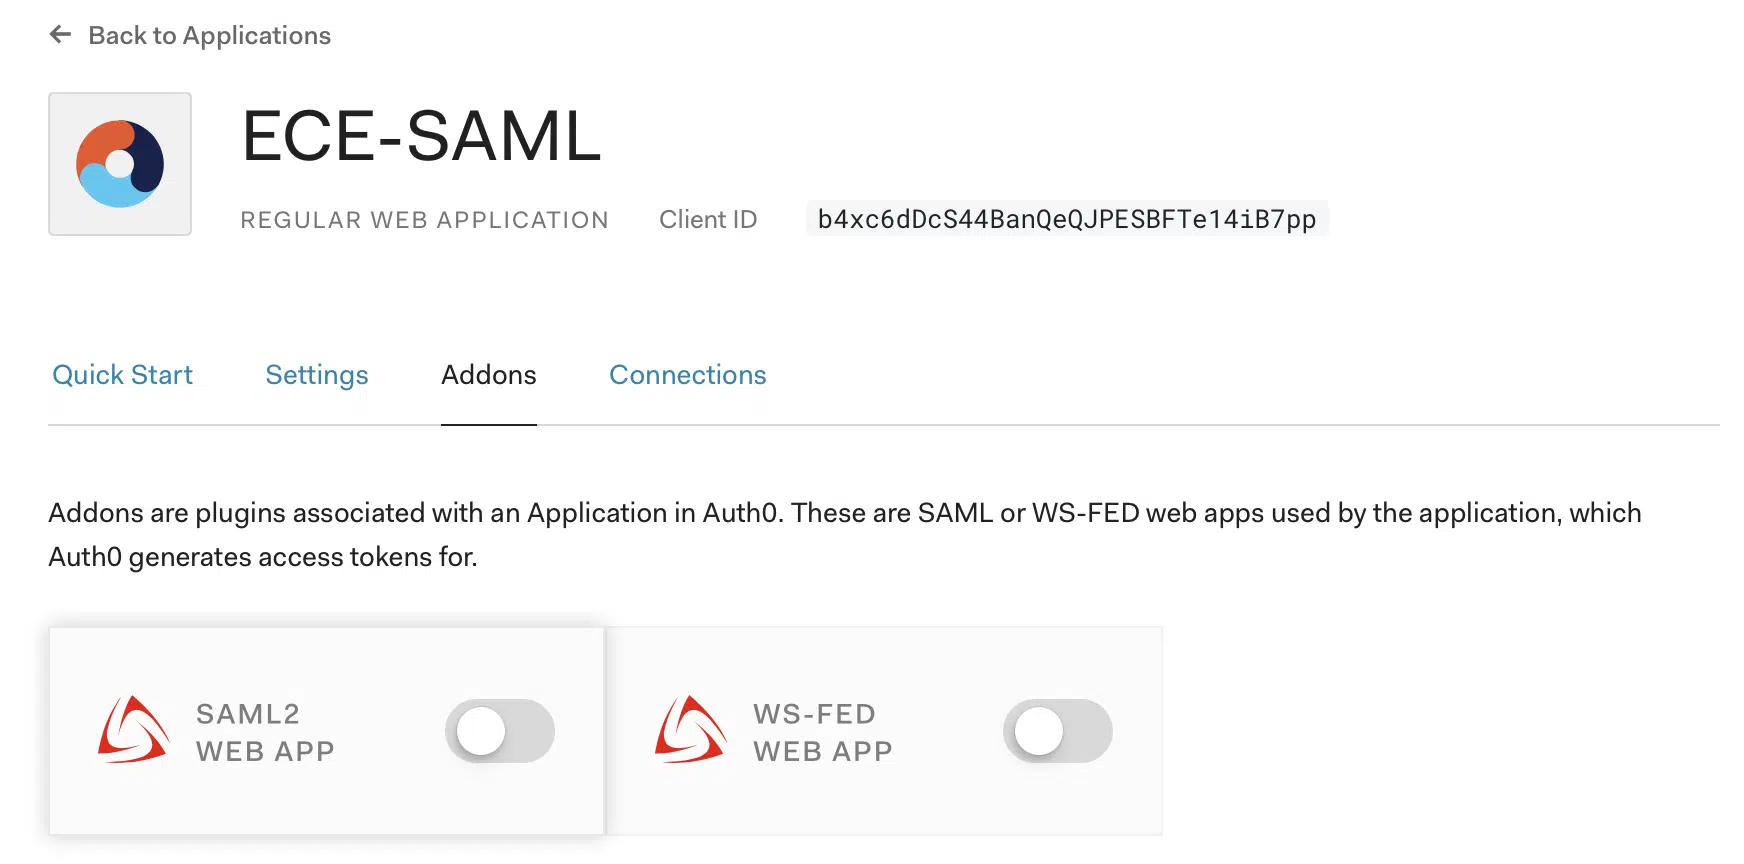 Back to Applications
ECE-SAML
REGULAR WEB APPLICATION Client ID b4xc6dDcS44BanQeQJPESBFTe14iB7pp
Quick Start Settings Addons Connections
Addons are plugins associated with an Application in Auth0. These are SAML or WS-FED web apps used by the application, which
Auth0 generates access tokens for.
SAML2
WEB APP
WS-FED
WEB APP